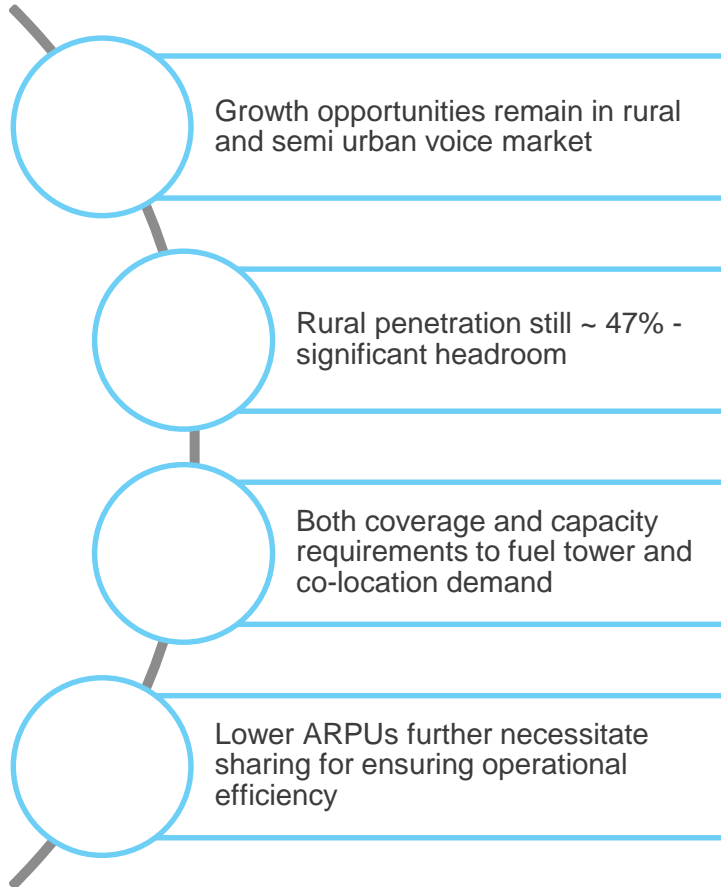 Growth opportunities remain in rural
and semi urban voice market
Rural penetration still ~ 47% -
significant headroom
Both coverage and capacity
requirements to fuel tower and
co-location demand
Lower ARPUs further necessitate
sharing for ensuring operational
efficiency